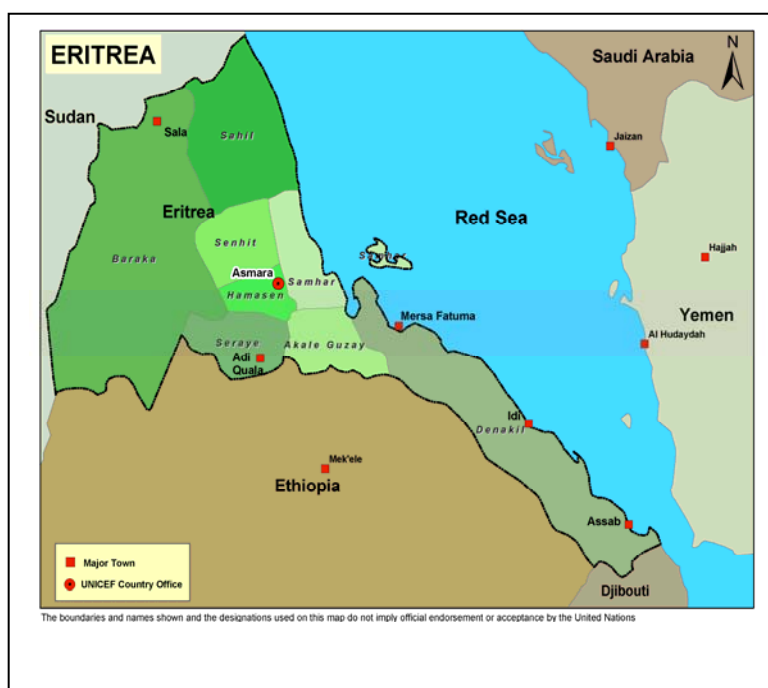 ERITREA
N
Saudi Arabia
Sudan
Sala
Sahil
Jaizan
Eritrea
Red Sea
Senhit
Baraka
Samhar
Hajjah
Asmara
Samhar
Hamasen
Mersa Fatuma
Yemen
Seraye
Akale Guzay
Al Hudaydah
Adi
Quala
Idi
Denakil
Mek'ele
Ethiopia
Assab
Major Town
UNICEF Country Office
Djibouti
The boundaries and names shown and the designations used on this map do not imply official endorsement or acceptance by the United Nations